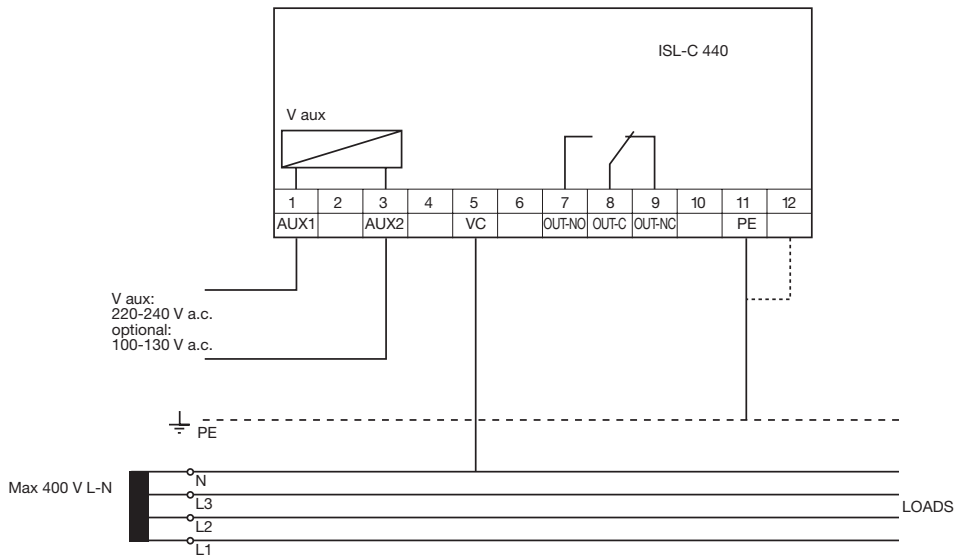 ISL-C 440
V aux
1 2 3 4 5 6 7 8 9 10 11 12
AUX1 AUX2 VC OUT-NO OUT-C OUT-NC PE
V aux:
220-240 V a.c.
optional:
100-130 V a.c.
PE
Max 400 V L-N
N
L3
LOADS
L2
L1